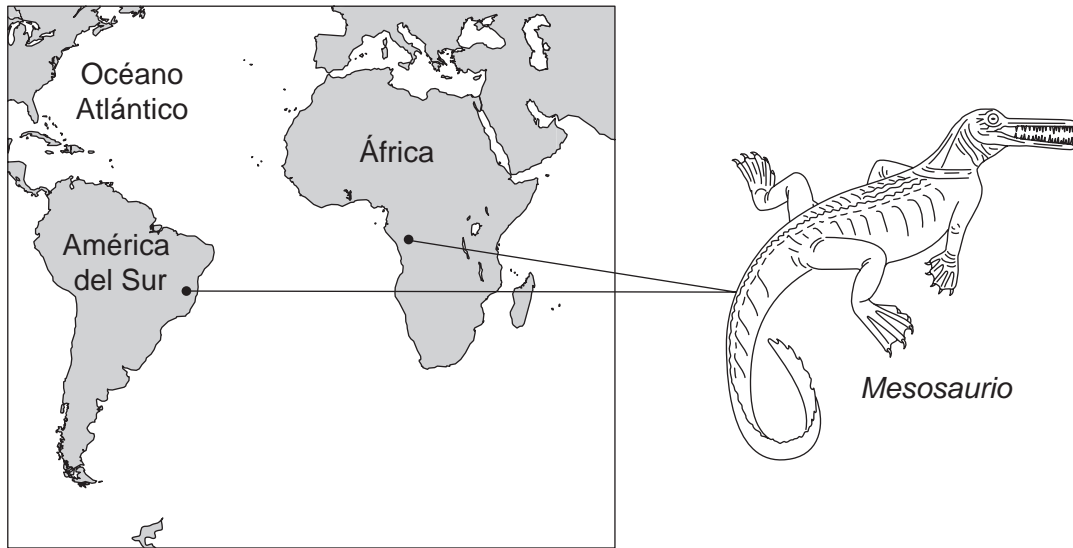 Océano
Atlántico
África
América
del Sur
Mesosaurio